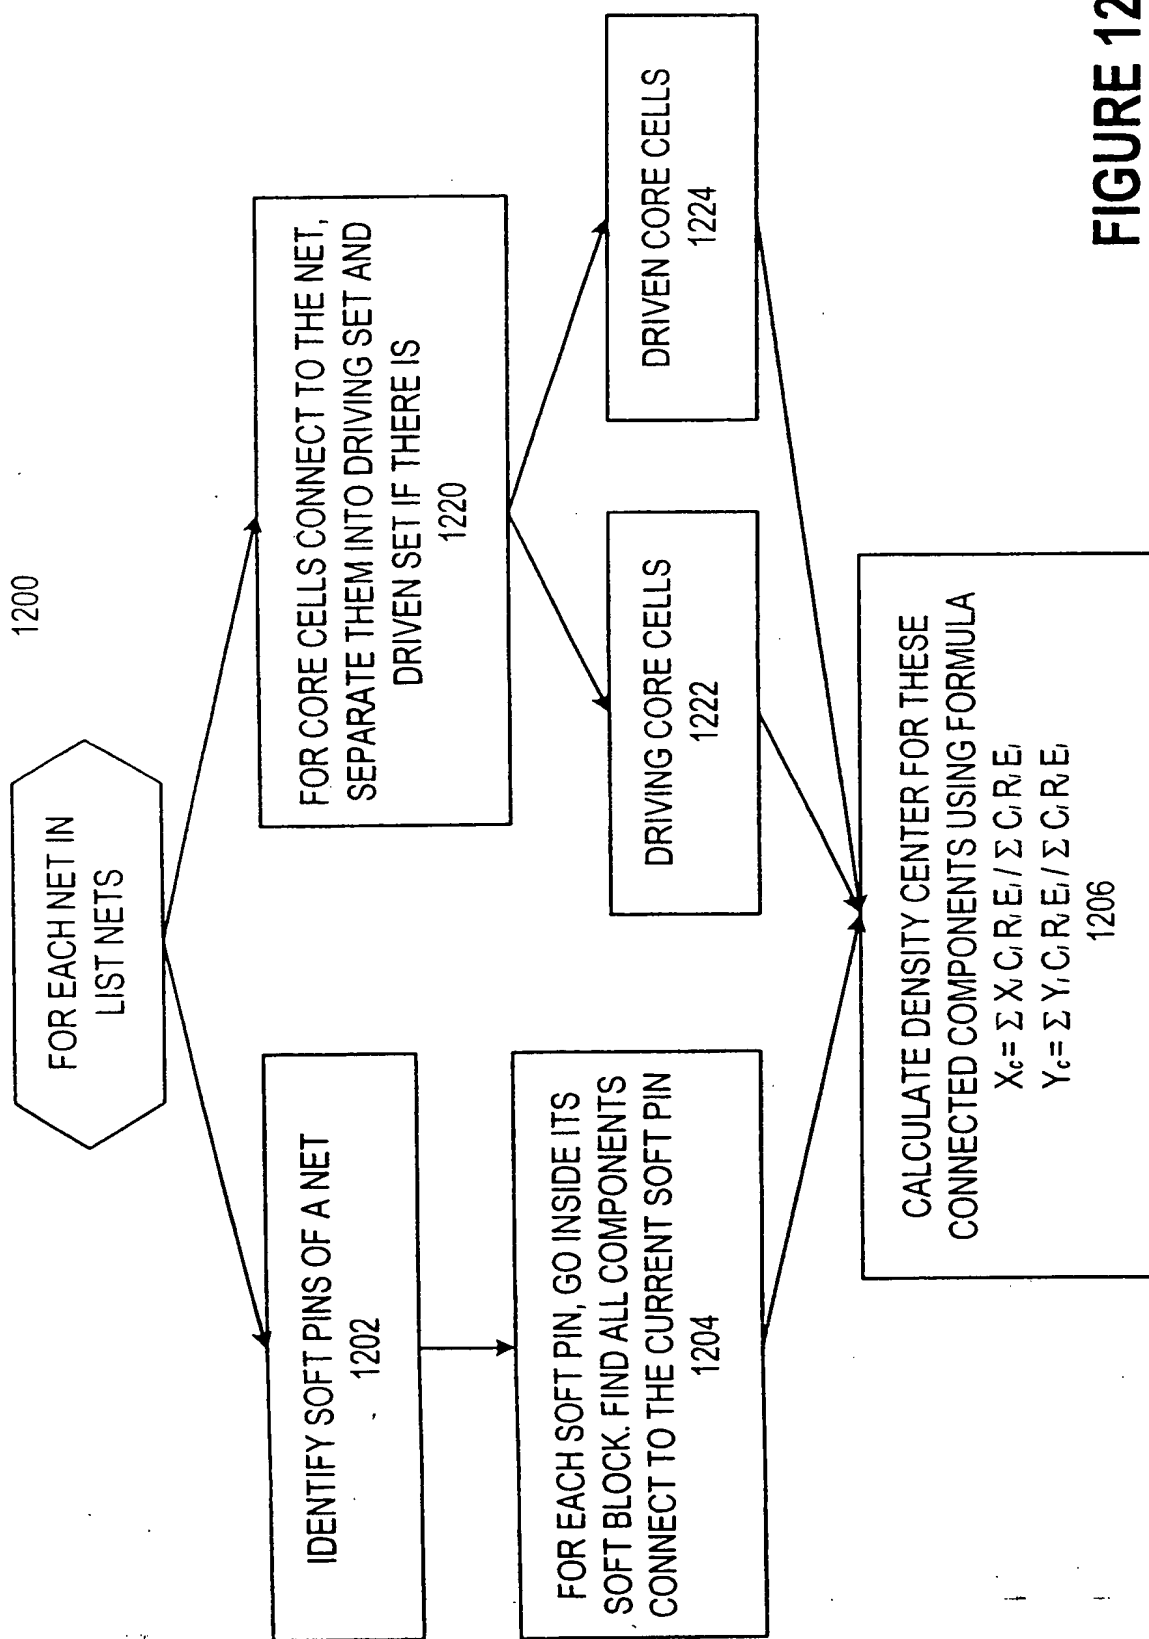 1200
FOR EACH NET IN
LIST NETS
IDENTIFY SOFT PINS OF A NET
1202
FOR EACH SOFT PIN, GO INSIDE ITS
SOFT BLOCK. FIND ALL COMPONENTS
CONNECT TO THE CURRENT SOFT PIN
1204
FOR CORE CELLS CONNECT TO THE NET,
SEPARATE THEM INTO DRIVING SET AND
DRIVEN SET IF THERE IS
1220
DRIVING CORE CELLS
1222
DRIVEN CORE CELLS
1224
CALCULATE DENSITY CENTER FOR THESE
CONNECTED COMPONENTS USING FORMULA
Xc = Σ Xi Ci Ri Ei / Σ Ci Ri Ei
Yc = Σ Yi Ci Ri Ei / Σ Ci Ri Ei
1206
FIGURE 12